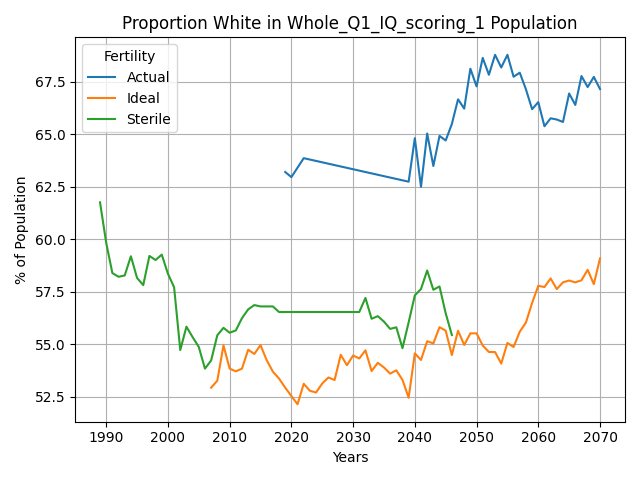 Proportion White in Whole_Q1_IQ_scoring_1 Population
Fertility
Actual
Ideal
Sterile
% of Population
67.5
65.0
62.5
60.0
57.5
55.0
52.5
1990 2000 2010 2020 2030 2040 2050 2060 2070
Years